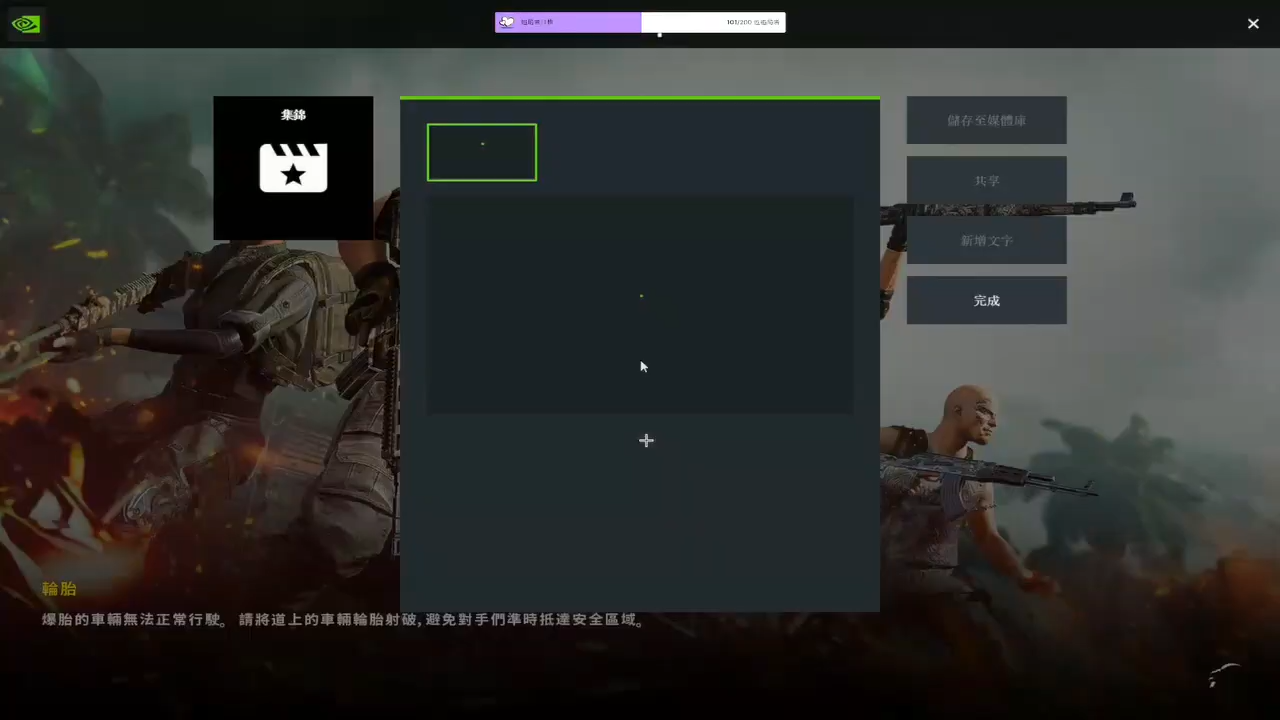 101/200
集錦
儲存至媒體庫
共享
新增文字
完成
輪胎
爆胎的車輛無法正常行駛。 請將道上的車輛輪胎射破, 避免對手們準時抵達安全區域。